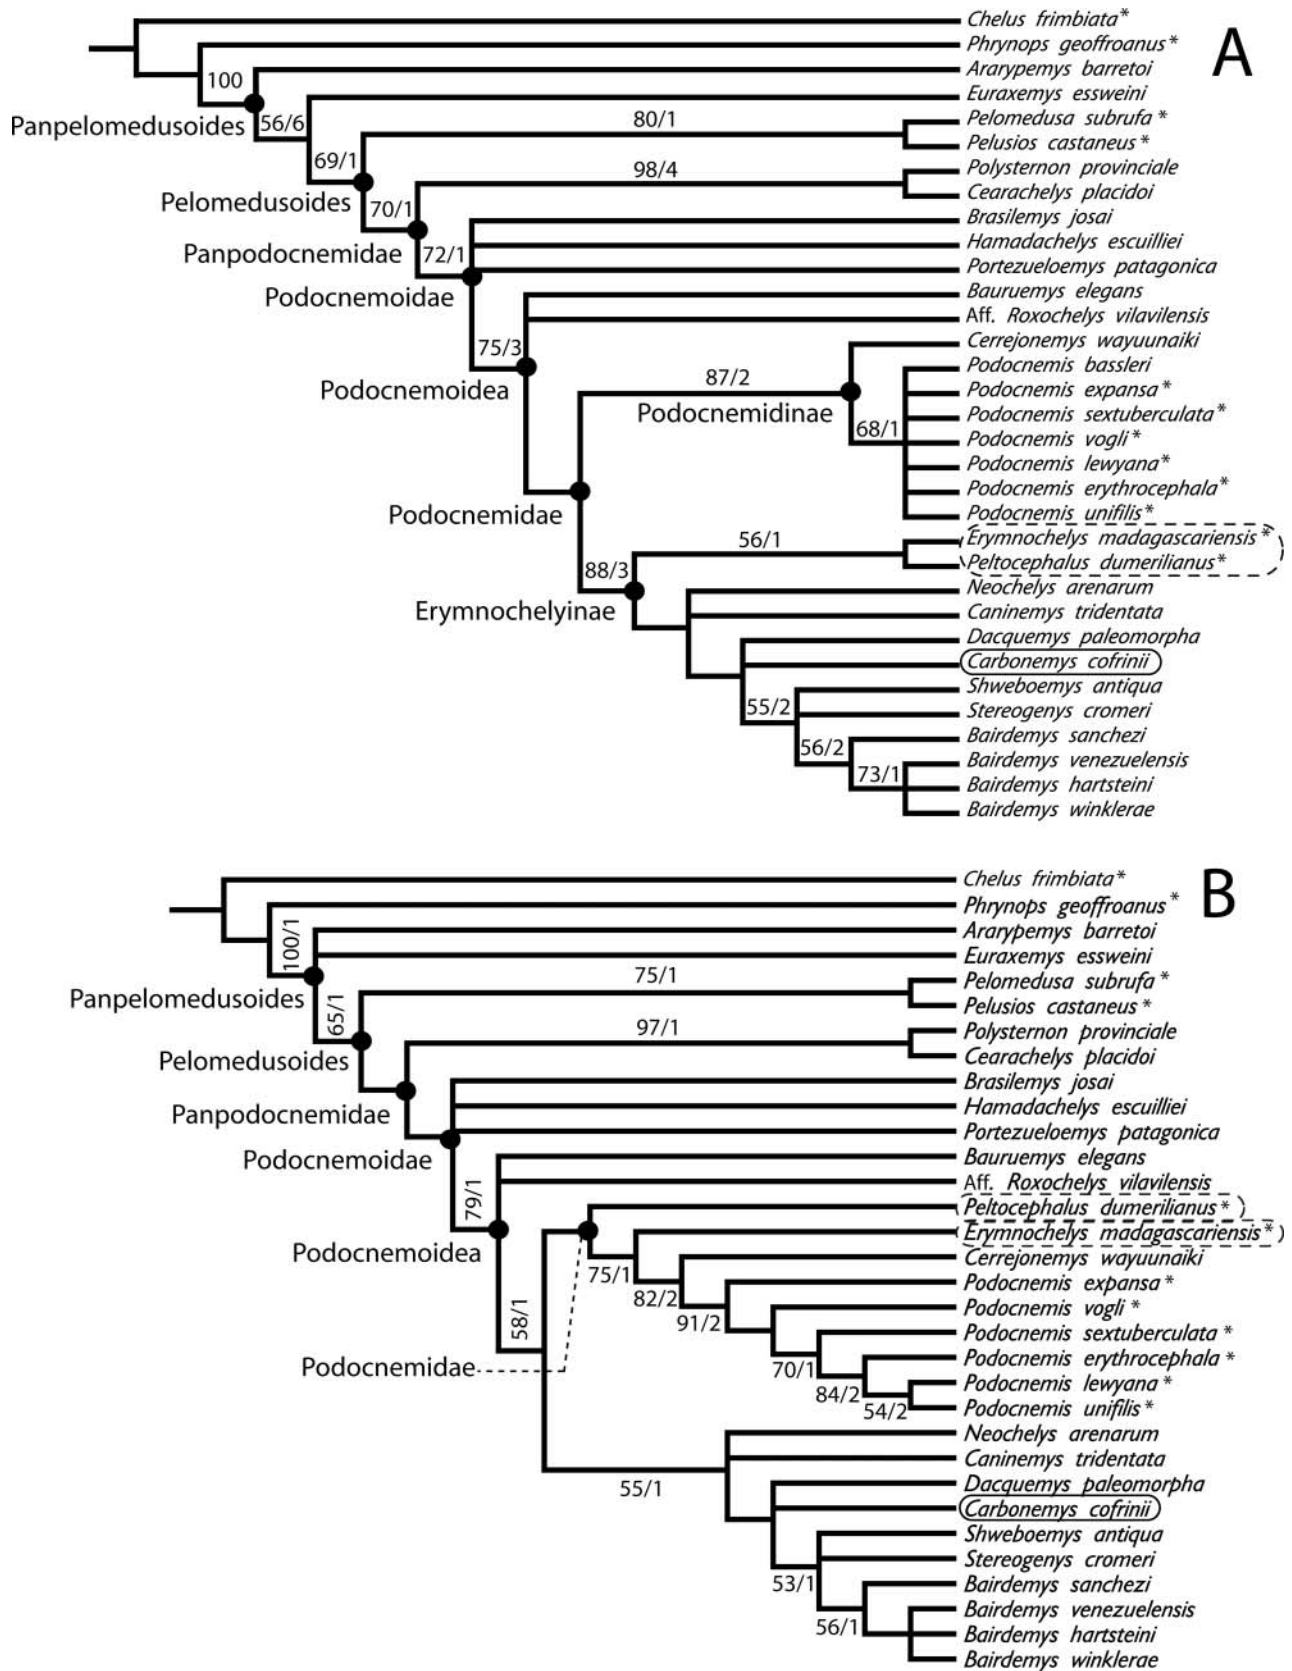 Chelus frimbiata*
A
Phrynops geoffroanus*
100
Ararypemys barretoi
Euraxemys essweini
Panpelomedusoides
56/6
80/1
Pelomedusa subrufa*
Pelusios castaneus*
69/1
98/4
Polysternon provinciale
Cearachelys placidoi
Pelomedusoides
70/1
Brasilemys josai
Hamadachelys escuilliei
Panpodocnemidae
72/1
Portezueloemys patagonica
Podocnemoidae
Bauruemys elegans
Aff. Roxochelys vilavilensis
75/3
Cerrejonemys wayuunaiki
Podocnemis bassleri
87/2
Podocnemoidea
Podocnemis expansa*
Podocnemidinae
Podocnemis sextuberculata*
68/1
Podocnemis vogli*
Podocnemis lewyana*
Podocnemis erythrocephala*
Podocnemidae
Podocnemis unifilis*
56/1
Erymnochelys madagascariensis*
Peltocephalus dumerilianus*
88/3
Neochelys arenarum
Erymnochelyinae
Caninemys tridentata
Dacquemys paleomorpha
Carbonemys cofrinii
Shweboemys antiqua
55/2
Stereogenys cromeri
Bairdemys sanchezi
56/2
Bairdemys venezuelensis
73/1
Bairdemys hartsteini
Bairdemys winklerae
Chelus frimbiata*
B
Phrynops geoffroanus*
100/1
Ararypemys barretoi
Euraxemys essweini
Panpelomedusoides
75/1
Pelomedusa subrufa*
Pelusios castaneus*
65/1
97/1
Polysternon provinciale
Cearachelys placidoi
Pelomedusoides
Brasilemys josai
Hamadachelys escuilliei
Panpodocnemidae
Portezueloemys patagonica
Podocnemoidae
Bauruemys elegans
Aff. Roxochelys vilavilensis
79/1
Peltocephalus dumerilianus*
Erymnochelys madagascariensis*
Podocnemoidea
Cerrejonemys wayuunaiki
75/1
Podocnemis expansa*
82/2
Podocnemis vogli*
91/2
58/1
Podocnemis sextuberculata*
Podocnemidae
Podocnemis erythrocephala*
70/1
Podocnemis lewyana*
84/2
Podocnemis unifilis*
54/2
Neochelys arenarum
Caninemys tridentata
55/1
Dacquemys paleomorpha
Carbonemys cofrinii
Shweboemys antiqua
Stereogenys cromeri
53/1
Bairdemys sanchezi
Bairdemys venezuelensis
56/1
Bairdemys hartsteini
Bairdemys winklerae